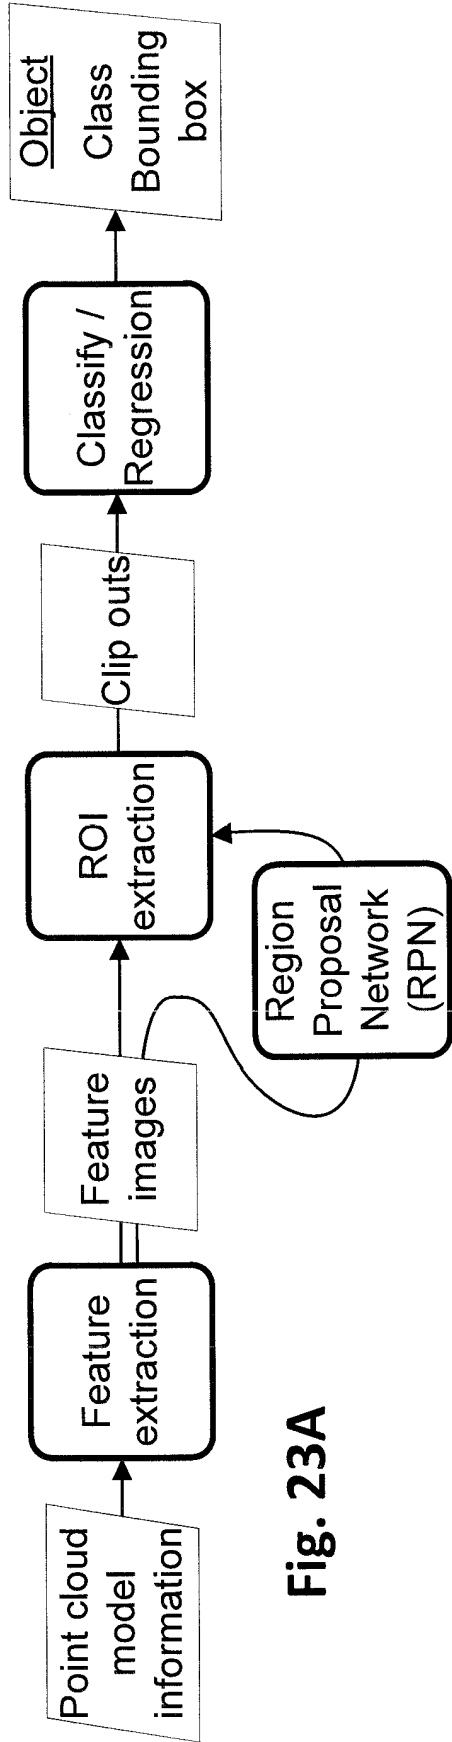 Point cloud
model
information
Feature
extraction
Feature
images
Region
Proposal
Network
(RPN)
ROI
extraction
Clip outs
Classify /
Regression
Object
Class
Bounding
box
Fig. 23A